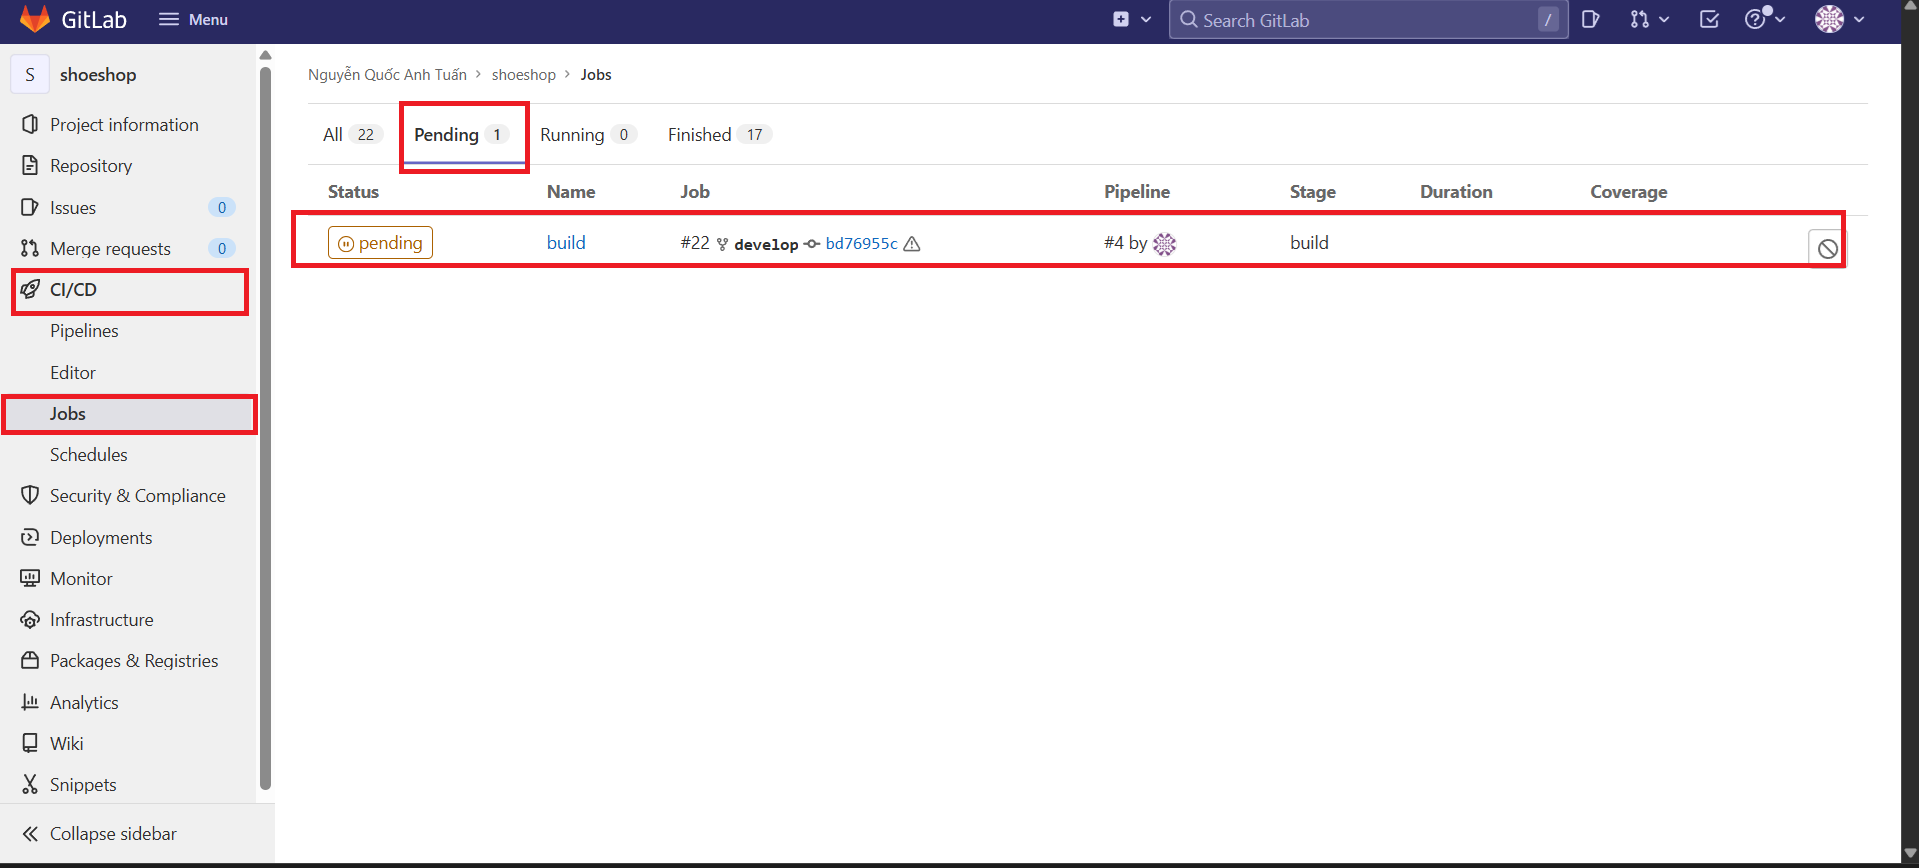 GitLab
Menu
Search GitLab
/
S
shoeshop
Project information
Repository
Issues
0
Merge requests
0
CI/CD
Pipelines
Editor
Jobs
Schedules
Security & Compliance
Deployments
Monitor
Infrastructure
Packages & Registries
Analytics
Wiki
Snippets
Collapse sidebar
Nguyễn Quốc Anh Tuấn › shoeshop › Jobs
All 22 Pending 1 Running 0 Finished 17
Status Name Job Pipeline Stage Duration Coverage
pending build #22 develop bd76955c #4 by build